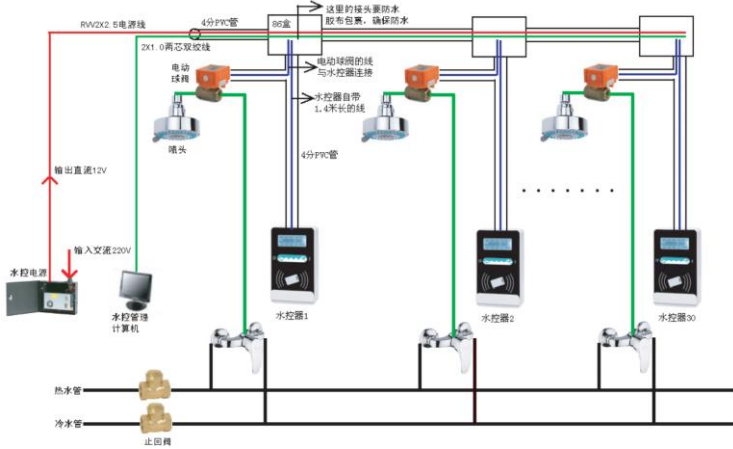 这里的接头要防水
胶布包裹，确保防水
RVV2X2.5电源线
4分PVC管
86盒
2X1.0两芯双绞线
电动
球阀
电动球阀的线
与水控器连接
水控器自带
1.4米长的线
喷头
4分PVC管
输出直流12V
输入交流220V
水控电源
水控管理
计算机
水控器1
水控器2
水控器30
热水管
冷水管
止回阀